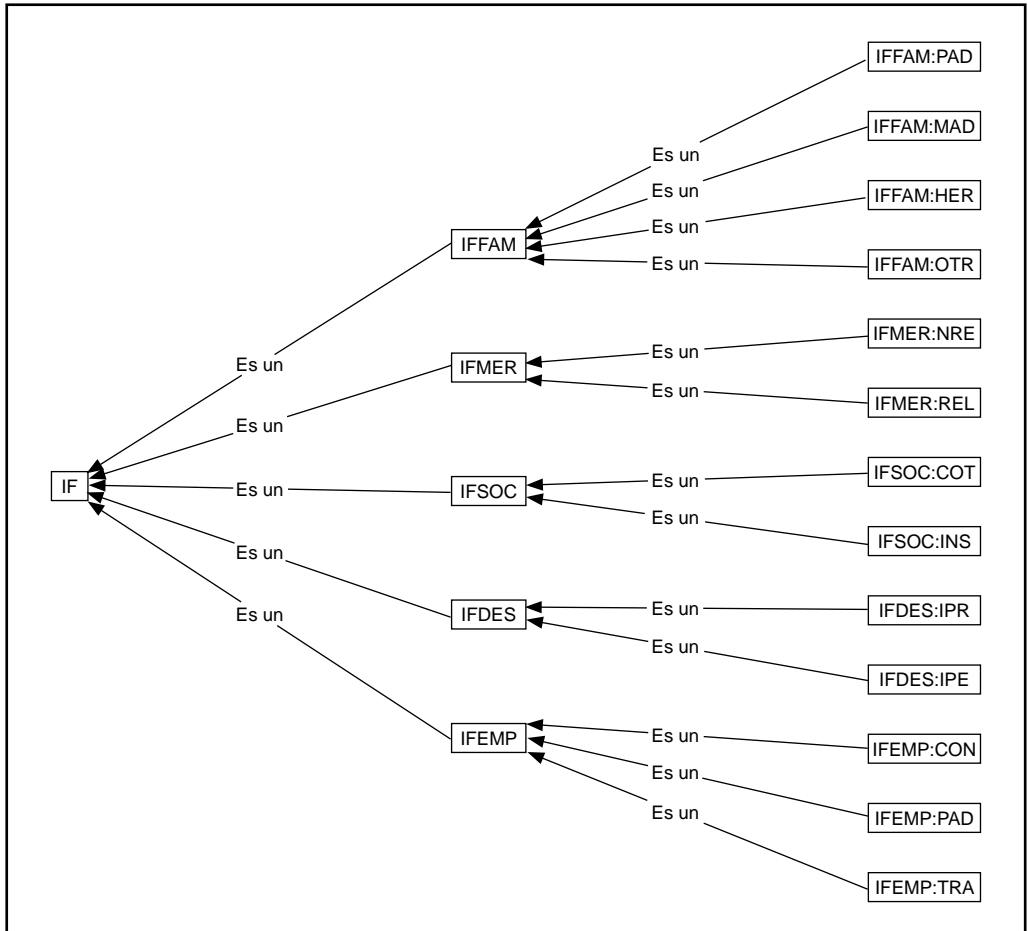 IFFAM:PAD
IFFAM:MAD
Es un
Es un
IFFAM:HER
Es un
IFFAM
Es un
IFFAM:OTR
IFMER:NRE
Es un
Es un
IFMER
Es un
IFMER:REL
Es un
IFSOC:COT
Es un
IF
Es un
IFSOC
Es un
IFSOC:INS
Es un
IFDES
Es un
IFDES:IPR
Es un
Es un
IFDES:IPE
IFEMP
Es un
IFEMP:CON
Es un
Es un
IFEMP:PAD
IFEMP:TRA